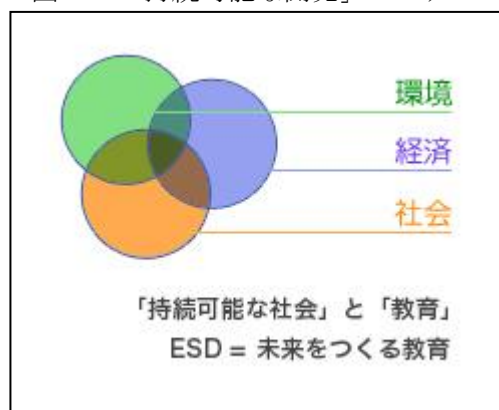 環境
経済
社会
「持続可能な社会」と「教育」
ESD = 未来をつくる教育